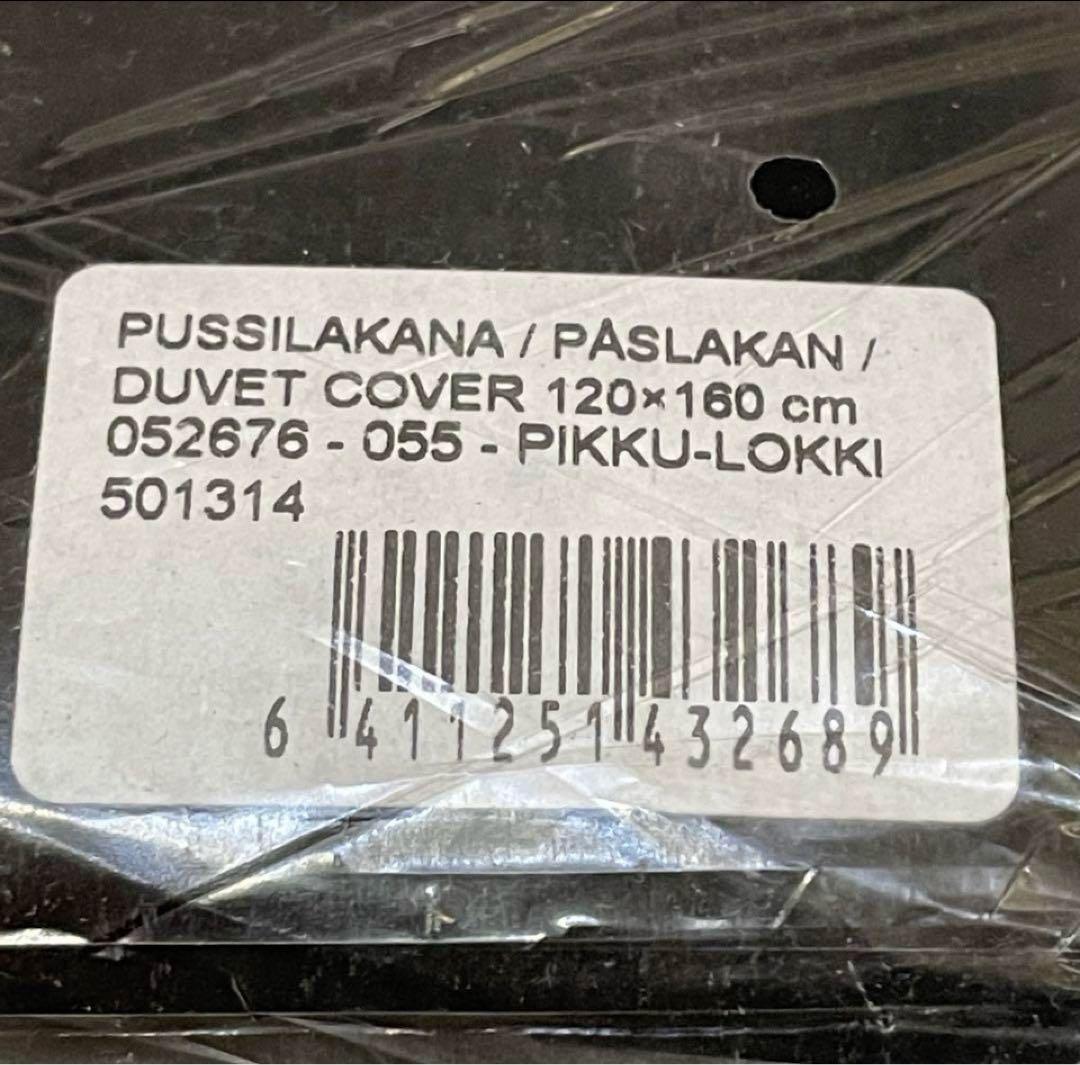 PUSSILAKANA / PÅSLAKAN /
DUVET COVER 120×160 cm
052676 - 055 - PIKKU-LOKKI
501314
6 411251 432689